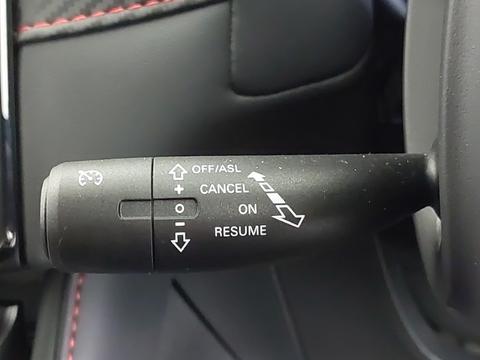 OFF/ASL
+ CANCEL
O ON
- RESUME